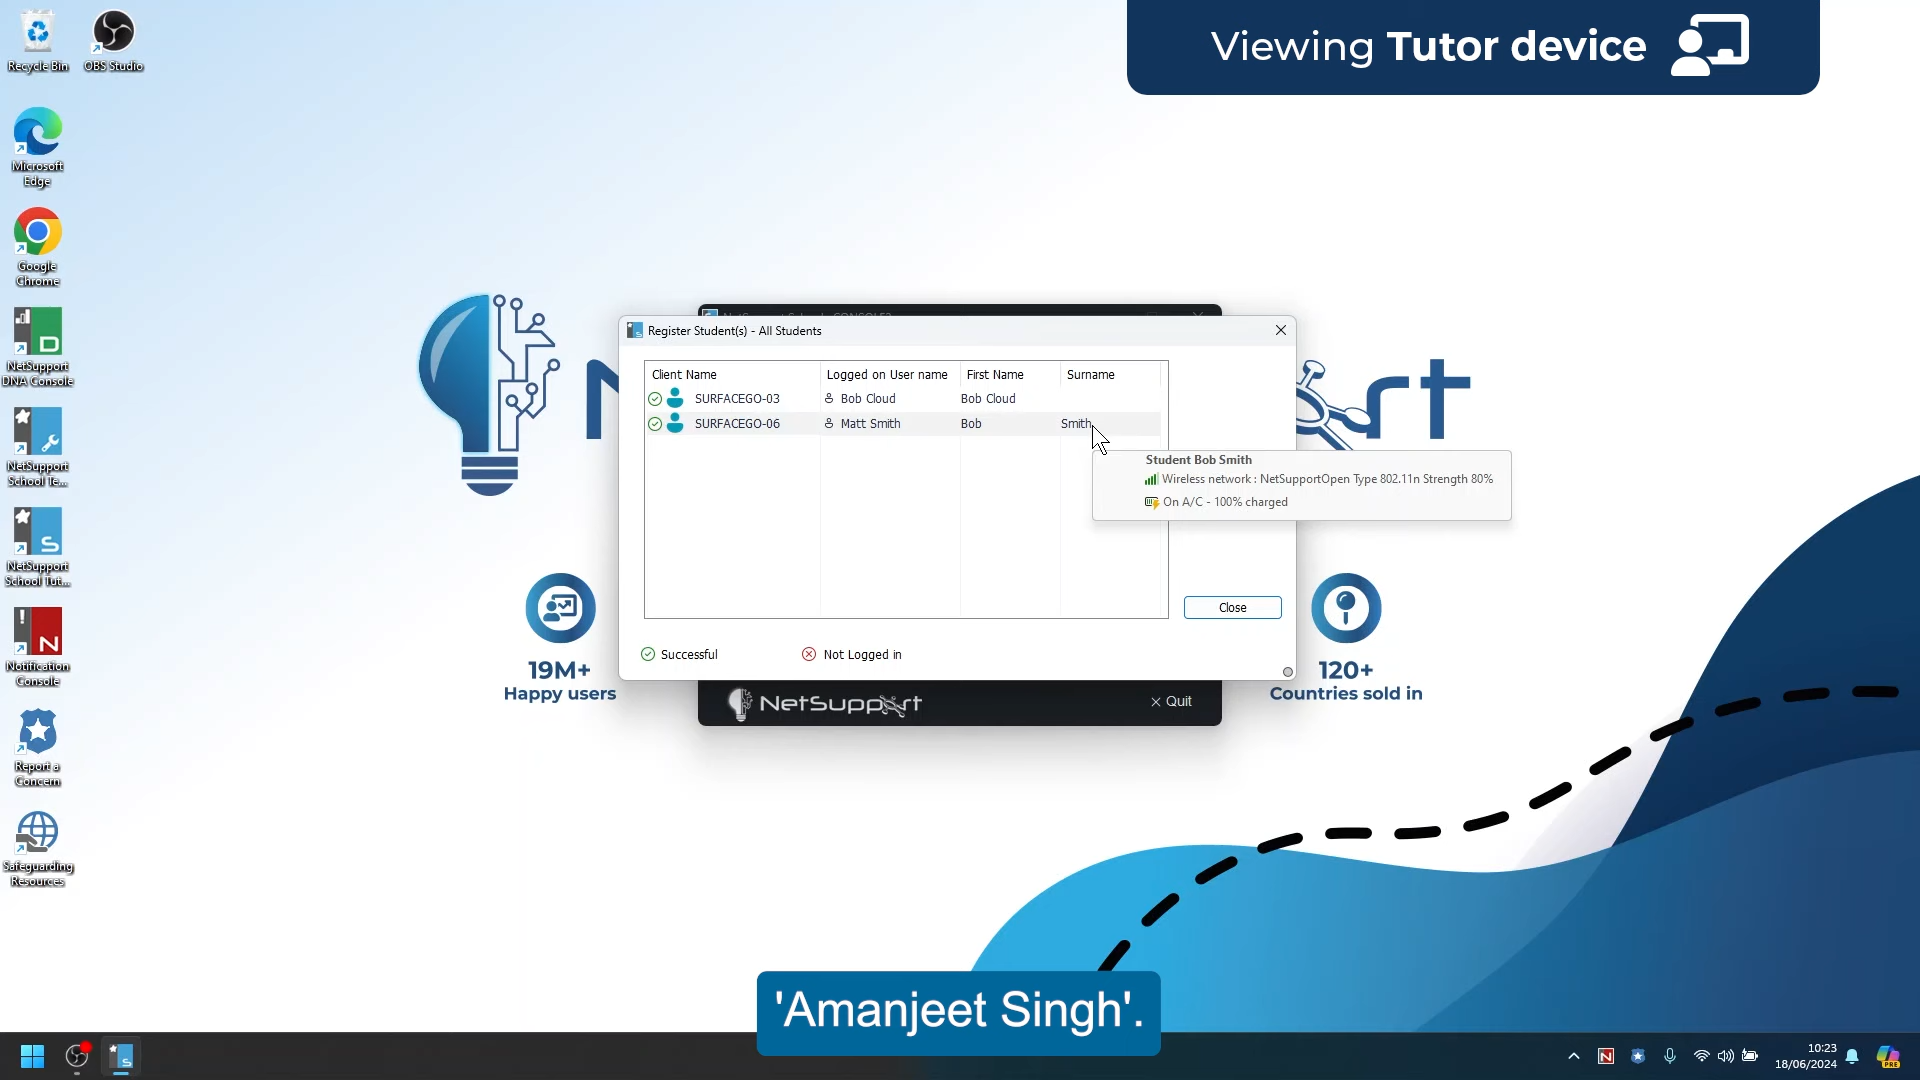 Viewing Tutor device
Recycle Bin
OBS Studio
Microsoft
Edge
Google
Chrome
NetSupport
DNA Console
NetSupport
School Te...
NetSupport
School Tut...
Notification
Console
Report a
Concern
Safeguarding
Resources
Register Student(s) - All Students
Client Name Logged on User name First Name Surname
SURFACEGO-03 Bob Cloud Bob Cloud
SURFACEGO-06 Matt Smith Bob Smith
Student Bob Smith
Wireless network : NetSupportOpen Type 802.11n Strength 80%
On A/C - 100% charged
Close
Successful Not Logged in
NetSupport
Quit
19M+
Happy users
120+
Countries sold in
'Amanjeet Singh'.
10:23
18/06/2024